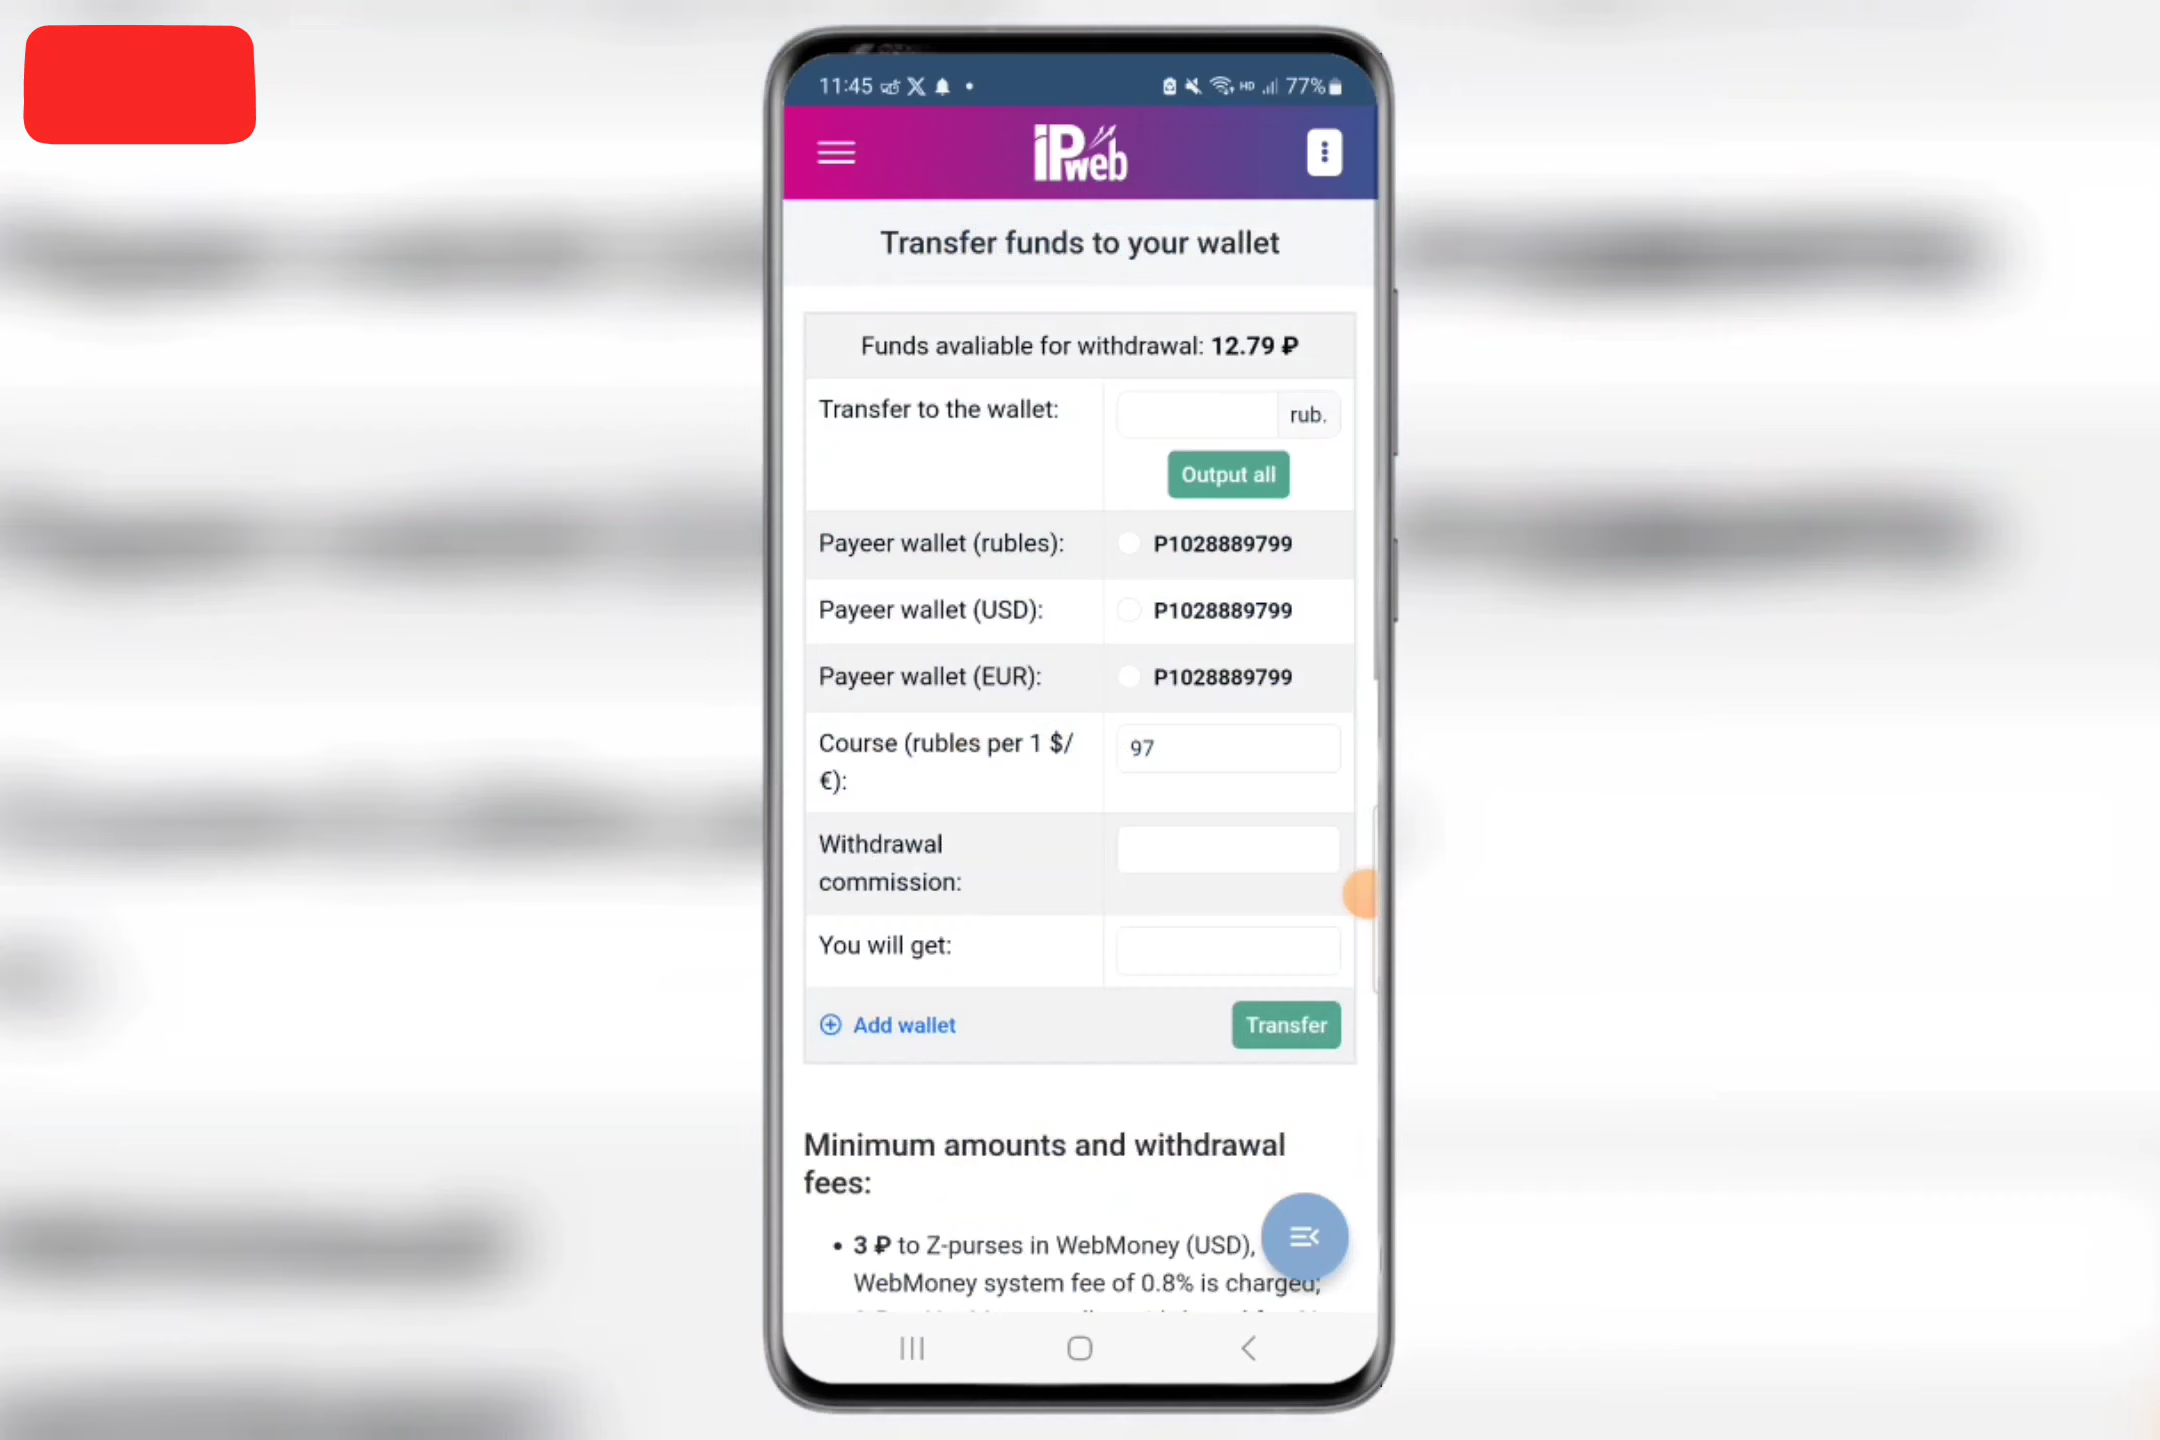 11:45
HD
77%
iPweb
Transfer funds to your wallet
Funds avaliable for withdrawal: 12.79 ₽
Transfer to the wallet:
rub.
Output all
Payeer wallet (rubles):
P1028889799
Payeer wallet (USD):
P1028889799
Payeer wallet (EUR):
P1028889799
Course (rubles per 1 $/
€):
97
Withdrawal
commission:
You will get:
Add wallet
Transfer
Minimum amounts and withdrawal
fees:
• 3 ₽ to Z-purses in WebMoney (USD),
WebMoney system fee of 0.8% is charged;